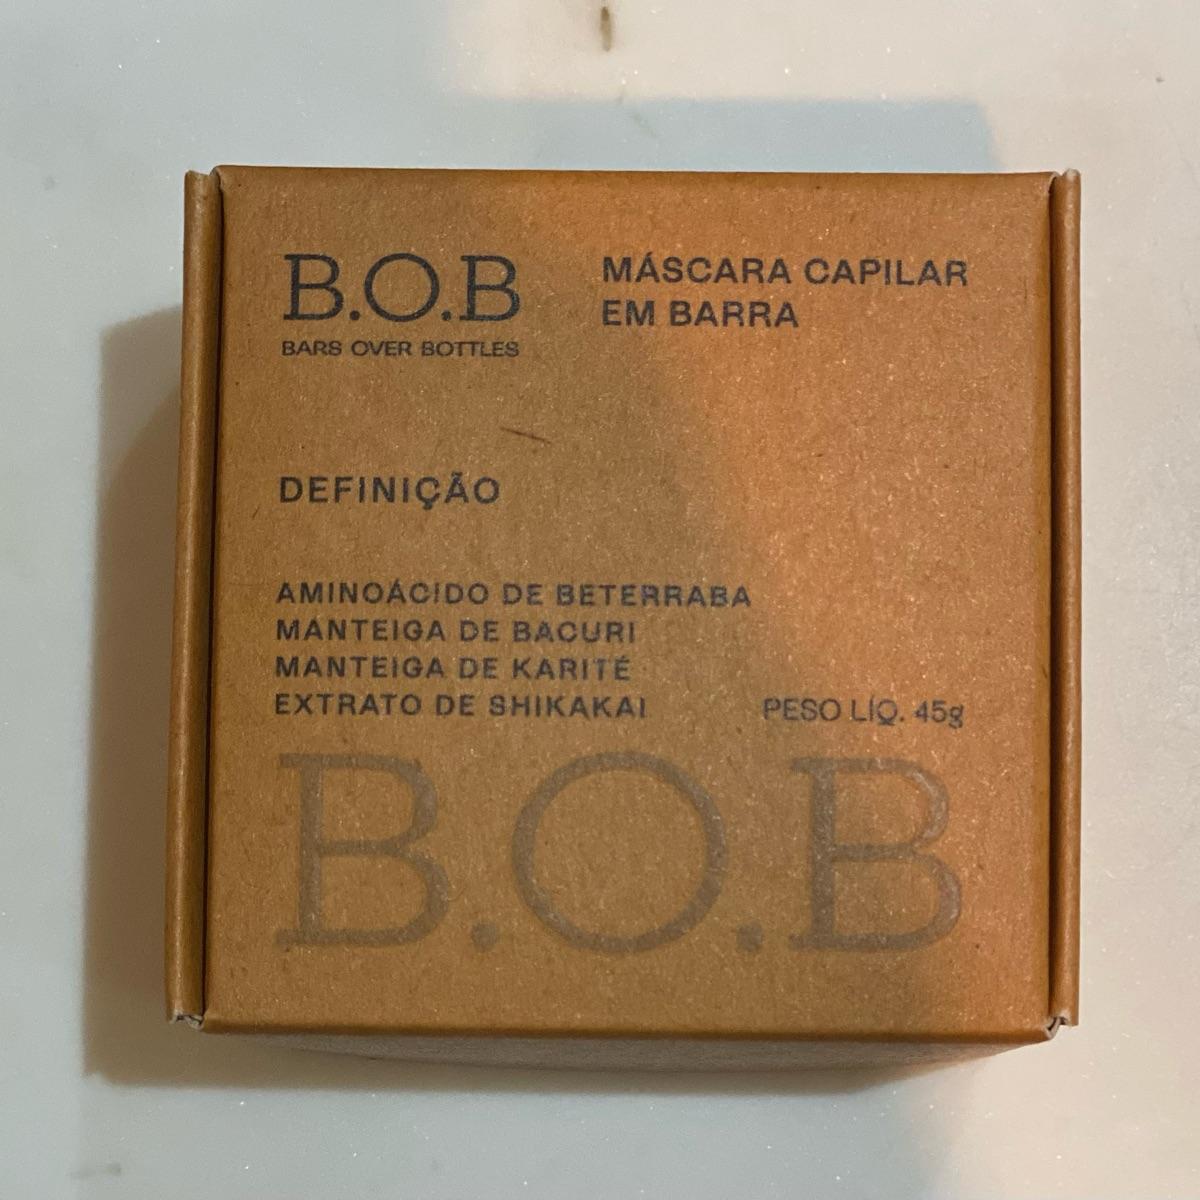 B.O.B
BARS OVER BOTTLES
MÁSCARA CAPILAR
EM BARRA
DEFINIÇÃO
AMINOÁCIDO DE BETERRABA
MANTEIGA DE BACURI
MANTEIGA DE KARITÉ
EXTRATO DE SHIKAKAI
PESO LÍQ. 45g
B.O.B